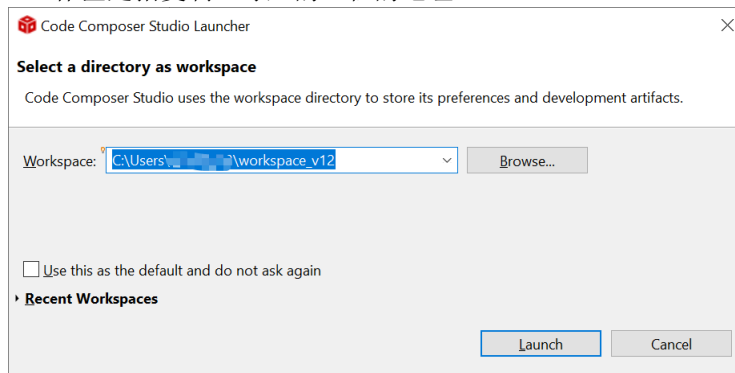 Code Composer Studio Launcher
Select a directory as workspace
Code Composer Studio uses the workspace directory to store its preferences and development artifacts.
Workspace: C:\Users\ \workspace_v12 Browse...
Use this as the default and do not ask again
Recent Workspaces
Launch Cancel